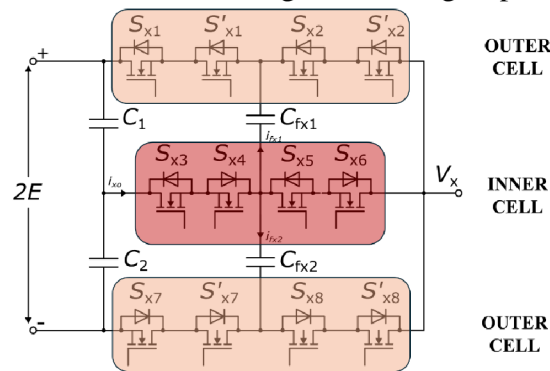 S_x1 S'_x1 S_x2 S'_x2
OUTER
CELL
+
C_1
C_fx1
i_fx1
S_x3 S_x4 S_x5 S_x6
V_x
i_xo
INNER
CELL
2E
i_fx2
C_2
C_fx2
S_x7 S'_x7 S_x8 S'_x8
OUTER
CELL
-